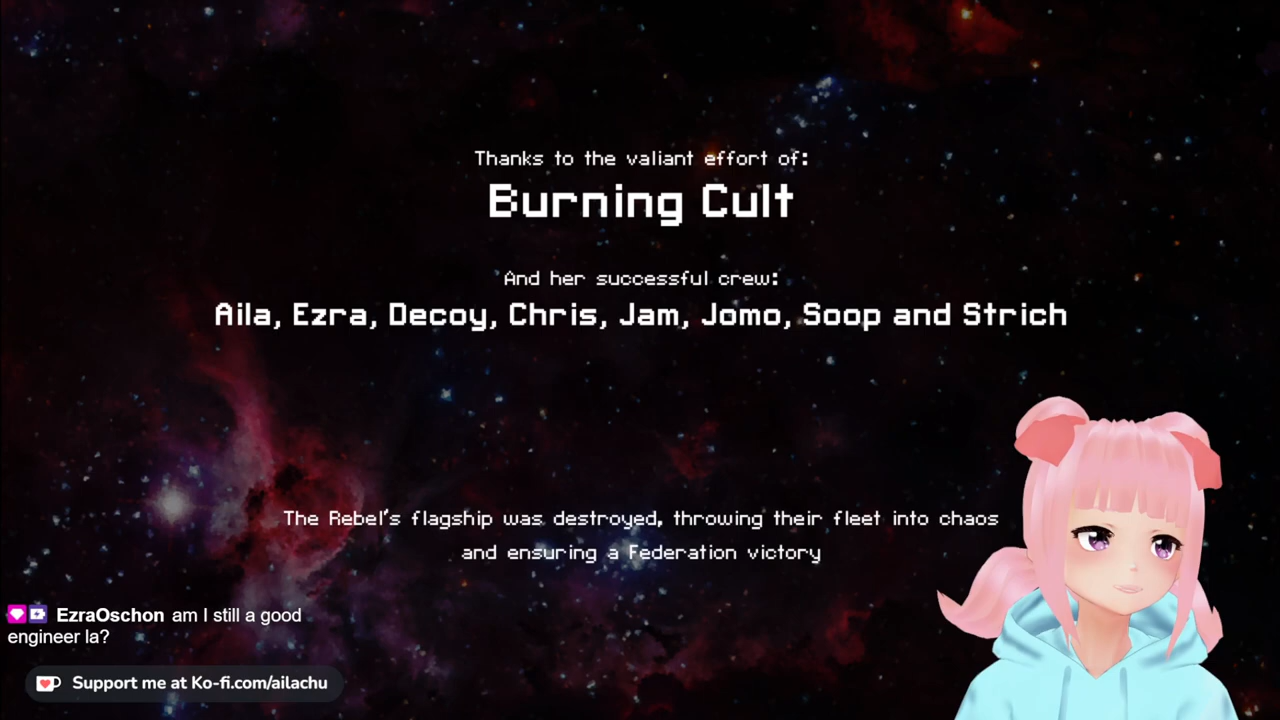 Thanks to the valiant effort of:
Burning Cult
And her successful crew:
Aila, Ezra, Decoy, Chris, Jam, Jomo, Soop and Strich
The Rebel's flagship was destroyed, throwing their fleet into chaos
and ensuring a Federation victory
EzraOschon am I still a good
engineer la?
Support me at Ko-fi.com/ailachu